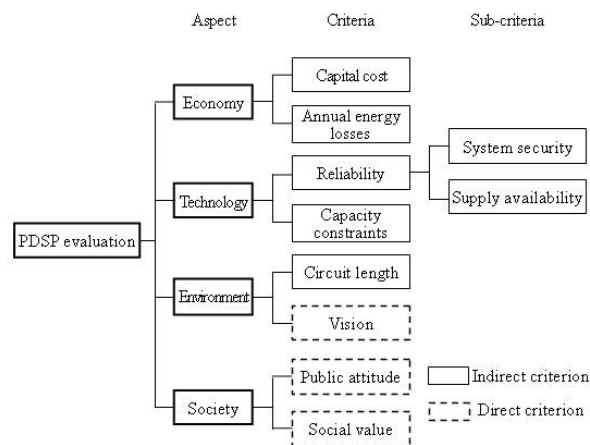 Aspect
Criteria
Sub-criteria
Capital cost
Economy
Annual energy
losses
System security
Reliability
Technology
Supply availability
Capacity
constraints
PDSP evaluation
Circuit length
Environment
Vision
Public attitude
Indirect criterion
Society
Social value
Direct criterion